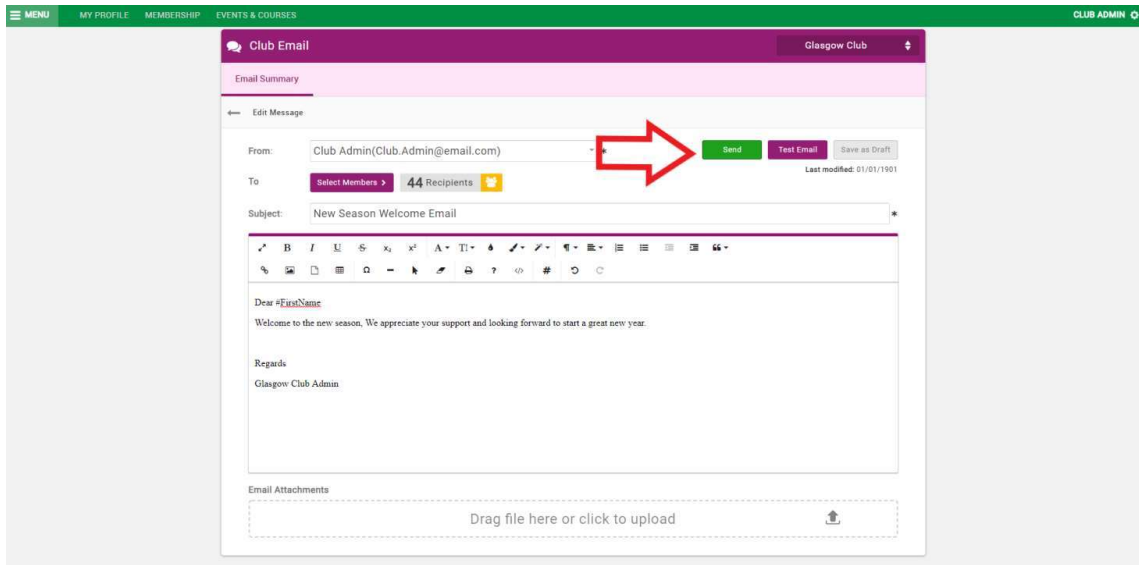 MENU MY PROFILE MEMBERSHIP EVENTS & COURSES CLUB ADMIN
Club Email Glasgow Club
Email Summary
Edit Message
From: Club Admin(Club.Admin@email.com) * Send Test Email Save as Draft
Last modified: 01/01/1901
To Select Members > 44 Recipients
Subject: New Season Welcome Email *
B I U S x₂ x² A T! ¶ 66
Ω ? </> #
Dear #FirstName
Welcome to the new season, We appreciate your support and looking forward to start a great new year.
Regards
Glasgow Club Admin
Email Attachments
Drag file here or click to upload